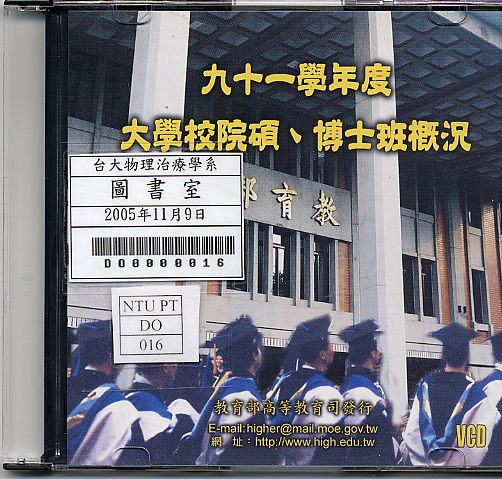 九十一學年度
大學校院碩、博士班概況
部育教
台大物理治療學系
圖書室
2005年11月9日
DO0000016
NTU PT
DO
016
教育部高等教育司發行
E-mail:higher@mail.moe.gov.tw
網 址：http://www.high.edu.tw
VCD